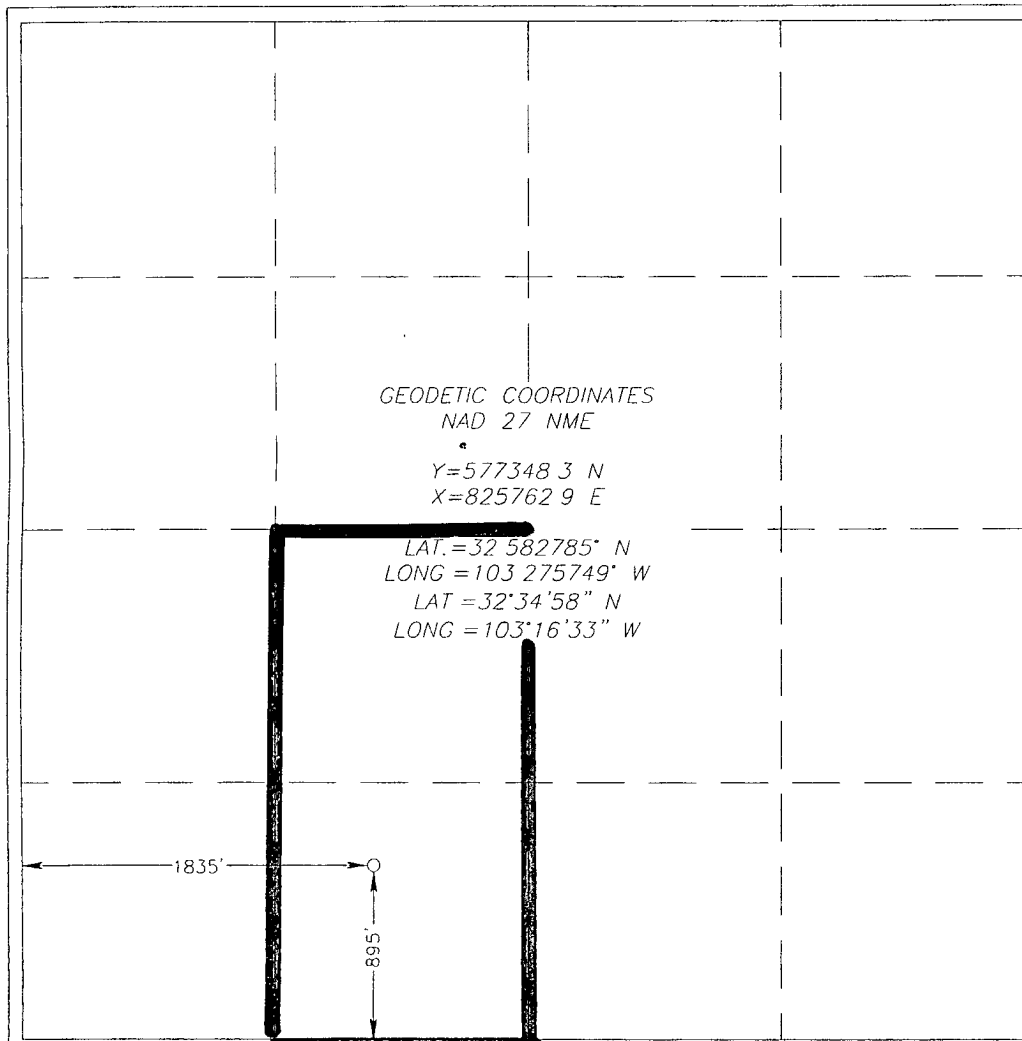 GEODETIC COORDINATES
NAD 27 NME
Y=577348 3 N
X=825762 9 E
LAT.=32 582785° N
LONG =103 275749° W
LAT =32°34'58" N
LONG =103°16'33" W
1835'
895'